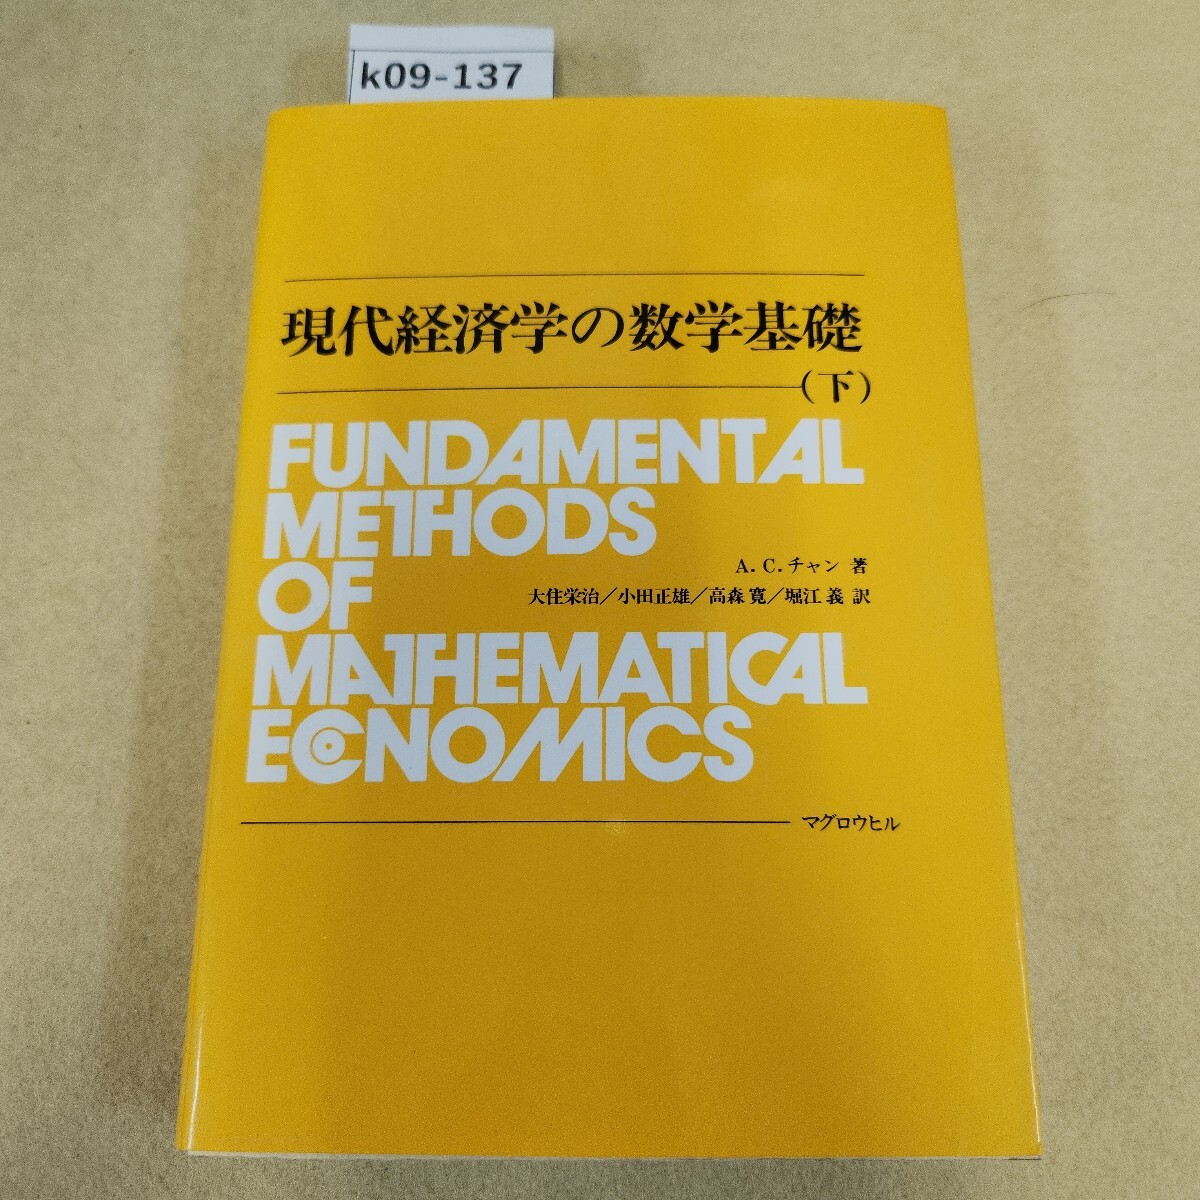 k09-137
現代経済学の数学基礎
(下)
FUNDAMENTAL
METHODS
OF
A. C. チャン 著
大住栄治/小田正雄/高森 寛/堀江 義 訳
MATHEMATICAL
ECONOMICS
マグロウヒル